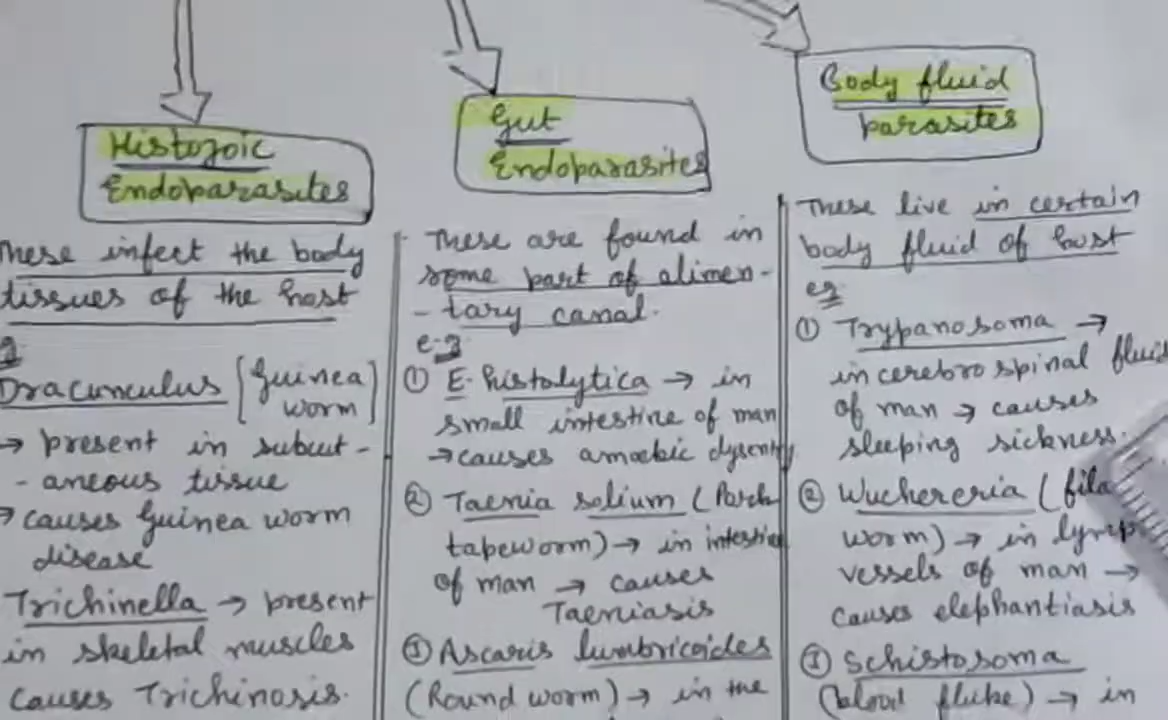 Histozoic
Endoparasites
These infect the body
tissues of the host
Dracunculus [Guinea
worm]
→ present in subcut-
- aneous tissue
→ causes Guinea worm
disease
Trichinella → present
in skeletal muscles
causes Trichinosis.
Gut
Endoparasites
These are found in
some part of alimen-
- tary canal.
e.g
① E. histolytica → in
small intestine of man
→ causes amoebic dysentry
② Taenia solium (Pork
tapeworm) → in intestine
of man → causes
Taeniasis
③ Ascaris lumbricoides
(Round worm) → in the
Body fluid
parasites
These live in certain
body fluid of host
eg
① Trypanosoma →
in cerebro spinal fluid
of man → causes
sleeping sickness.
② Wuchereria (fila
worm) → in lymp
vessels of man →
causes elephantiasis
③ Schistosoma
(blood fluke) → in